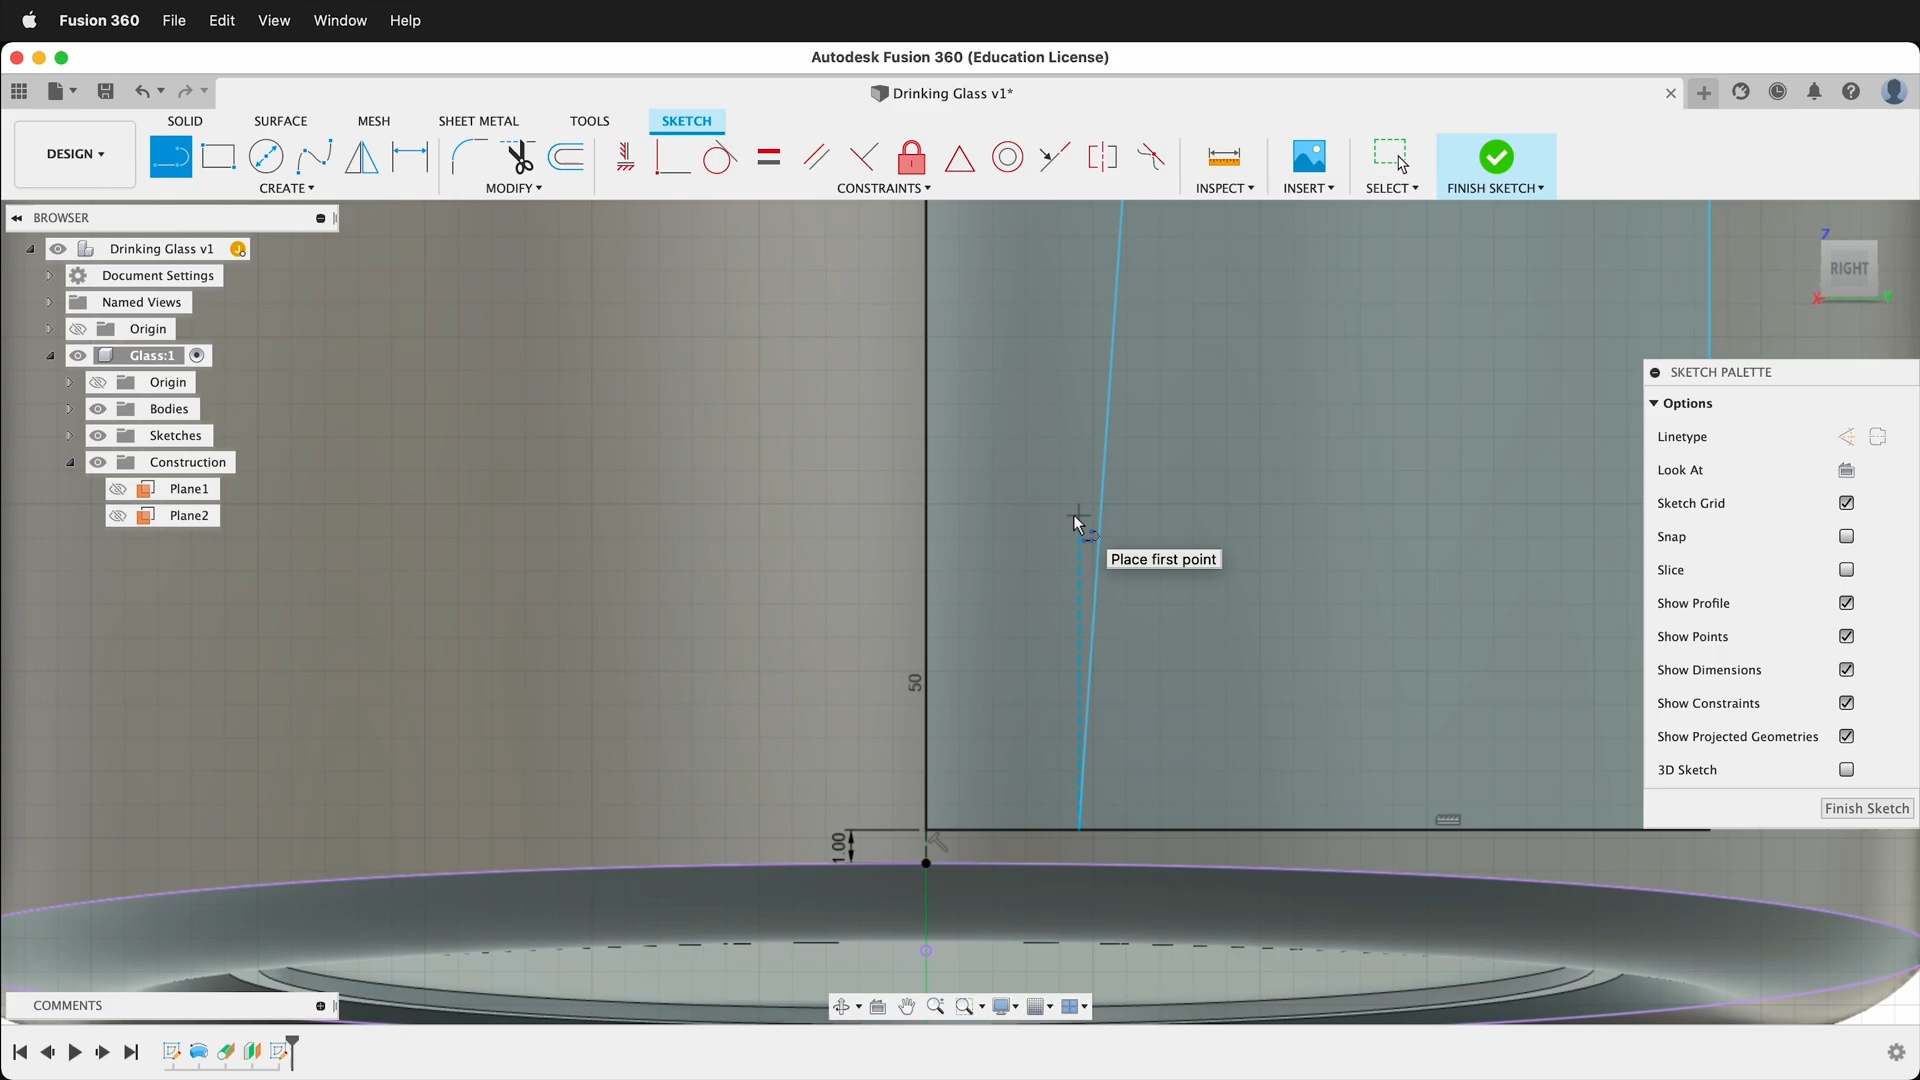 Fusion 360 File Edit View Window Help
Autodesk Fusion 360 (Education License)
Drinking Glass v1*
SOLID SURFACE MESH SHEET METAL TOOLS SKETCH
DESIGN
CREATE MODIFY CONSTRAINTS INSPECT INSERT SELECT FINISH SKETCH
BROWSER
Drinking Glass v1
Document Settings
Named Views
Origin
Glass:1
Origin
Bodies
Sketches
Construction
Plane1
Plane2
Z
RIGHT
X Y
Place first point
50
1.00
SKETCH PALETTE
Options
Linetype
Look At
Sketch Grid
Snap
Slice
Show Profile
Show Points
Show Dimensions
Show Constraints
Show Projected Geometries
3D Sketch
Finish Sketch
COMMENTS